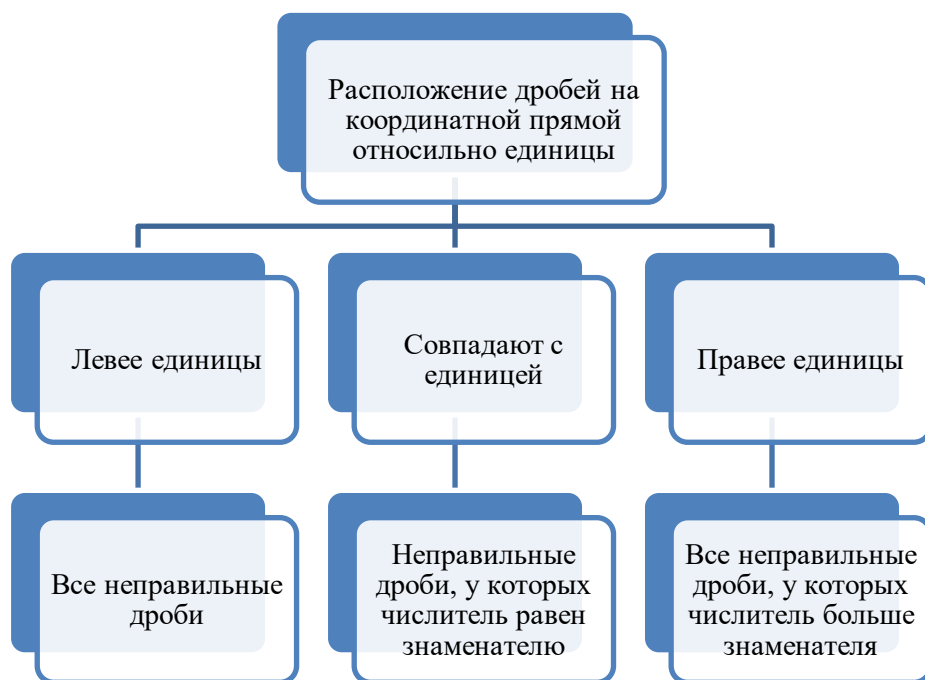 Расположение дробей на
координатной прямой
относильно единицы
Левее единицы
Совпадают с
единицей
Правее единицы
Все неправильные
дроби
Неправильные
дроби, у которых
числитель равен
знаменателю
Все неправильные
дроби, у которых
числитель больше
знаменателя